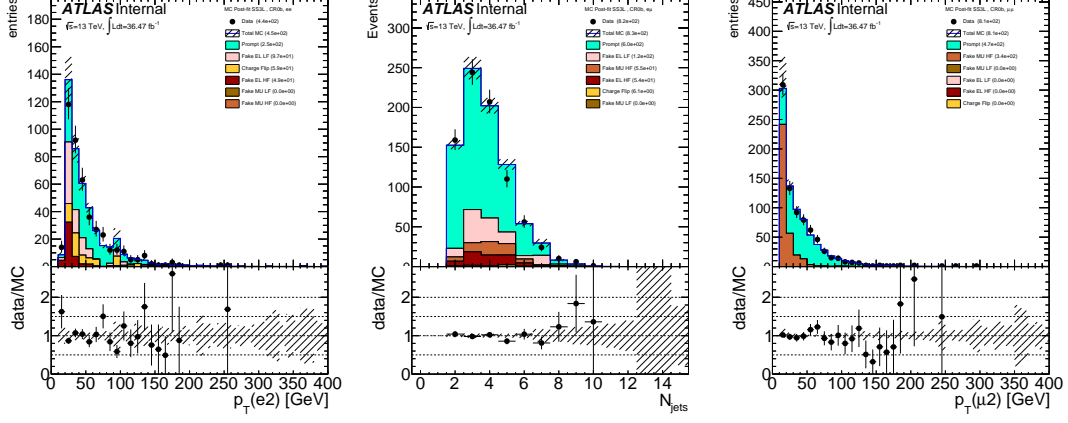 ATLAS Internal
MC Post-fit SS3L , CR0b, ee
√s=13 TeV, ∫Ldt=36.47 fb⁻¹
Data (4.4e+02)
Total MC (4.5e+02)
Prompt (2.5e+02)
Fake EL LF (9.7e+01)
Charge Flip (5.9e+01)
Fake EL HF (4.9e+01)
Fake MU LF (0.0e+00)
Fake MU HF (0.0e+00)
entries
180
160
140
120
100
80
60
40
20
data/MC
2
1
0
0 50 100 150 200 250 300 350 400
p_T(e2) [GeV]
ATLAS Internal
MC Post-fit SS3L , CR0b, eμ
√s=13 TeV, ∫Ldt=36.47 fb⁻¹
Data (8.2e+02)
Total MC (8.3e+02)
Prompt (6.0e+02)
Fake EL LF (1.2e+02)
Fake MU HF (5.5e+01)
Fake EL HF (5.4e+01)
Charge Flip (6.1e+00)
Fake MU LF (0.0e+00)
Events
300
250
200
150
100
50
data/MC
2
1
0
0 2 4 6 8 10 12 14
N_jets
ATLAS Internal
MC Post-fit SS3L , CR0b, μμ
√s=13 TeV, ∫Ldt=36.47 fb⁻¹
Data (8.1e+02)
Total MC (8.1e+02)
Prompt (4.7e+02)
Fake MU HF (3.4e+02)
Fake MU LF (0.0e+00)
Fake EL LF (0.0e+00)
Fake EL HF (0.0e+00)
Charge Flip (0.0e+00)
entries
450
400
350
300
250
200
150
100
50
0
data/MC
2
1
0
0 50 100 150 200 250 300 350 400
p_T(μ2) [GeV]